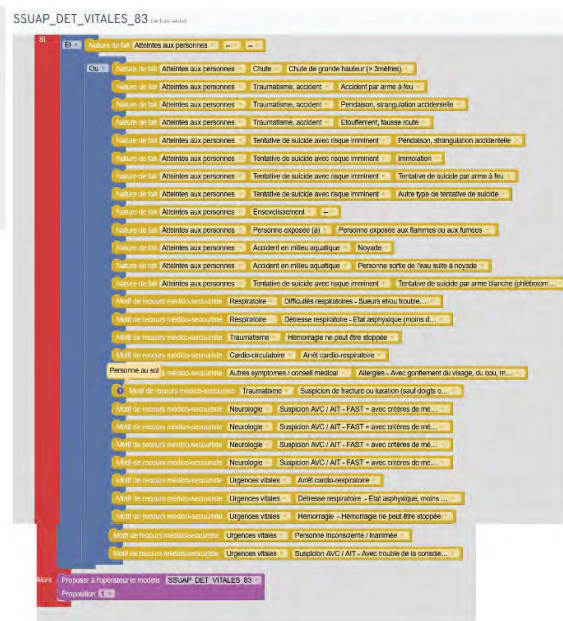 SSUAP_DET_VITALES_83 (lecture seule)
Si
Et Nature de fait Atteintes aux personnes -- --
Ou Nature de fait Atteintes aux personnes Chute Chute de grande hauteur (> 3mètres)
Nature de fait Atteintes aux personnes Traumatisme, accident Accident par arme à feu
Nature de fait Atteintes aux personnes Traumatisme, accident Pendaison, strangulation accidentelle
Nature de fait Atteintes aux personnes Traumatisme, accident Etouffement, fausse route
Nature de fait Atteintes aux personnes Tentative de suicide avec risque imminent Pendaison, strangulation accidentelle
Nature de fait Atteintes aux personnes Tentative de suicide avec risque imminent Immolation
Nature de fait Atteintes aux personnes Tentative de suicide avec risque imminent Tentative de suicide par arme à feu
Nature de fait Atteintes aux personnes Tentative de suicide avec risque imminent Autre type de tentative de suicide
Nature de fait Atteintes aux personnes Ensevelissement --
Nature de fait Atteintes aux personnes Personne exposée (à) Personne exposée aux flammes ou aux fumées
Nature de fait Atteintes aux personnes Accident en milieu aquatique Noyade
Nature de fait Atteintes aux personnes Accident en milieu aquatique Personne sortie de l'eau suite à noyade
Nature de fait Atteintes aux personnes Tentative de suicide avec risque imminent Tentative de suicide par arme blanche (phlébotom...
Motif de recours médico-secouriste Respiratoire Difficultés respiratoires - Sueurs et/ou trouble...
Motif de recours médico-secouriste Respiratoire Détresse respiratoire - Etat asphyxique (moins d...
Motif de recours médico-secouriste Traumatisme Hémorragie ne peut être stoppée
Motif de recours médico-secouriste Cardio-circulatoire Arrêt cardio-respiratoire
Personne au sol médico-secouriste Autres symptomes / conseil médical Allergies - Avec gonflement du visage, du cou, m...
Motif de recours médico-secouriste Traumatisme Suspicion de fracture ou luxation (sauf doigts o...
Motif de recours médico-secouriste Neurologie Suspicion AVC / AIT - FAST + avec critères de mé...
Motif de recours médico-secouriste Neurologie Suspicion AVC / AIT - FAST + avec critères de mé...
Motif de recours médico-secouriste Neurologie Suspicion AVC / AIT - FAST + avec critères de mé...
Motif de recours médico-secouriste Urgences vitales Arrêt cardio-respiratoire
Motif de recours médico-secouriste Urgences vitales Détresse respiratoire - Etat asphyxique, moins ...
Motif de recours médico-secouriste Urgences vitales Hémorragie - Hémorragie ne peut être stoppée
Motif de recours médico-secouriste Urgences vitales Personne Inconsciente / Inanimée
Motif de recours médico-secouriste Urgences vitales Suspicion AVC / AIT - Avec trouble de la conscie...
Alors Proposer à l'opérateur le modèle SSUAP_DET_VITALES_83
Proposition 1